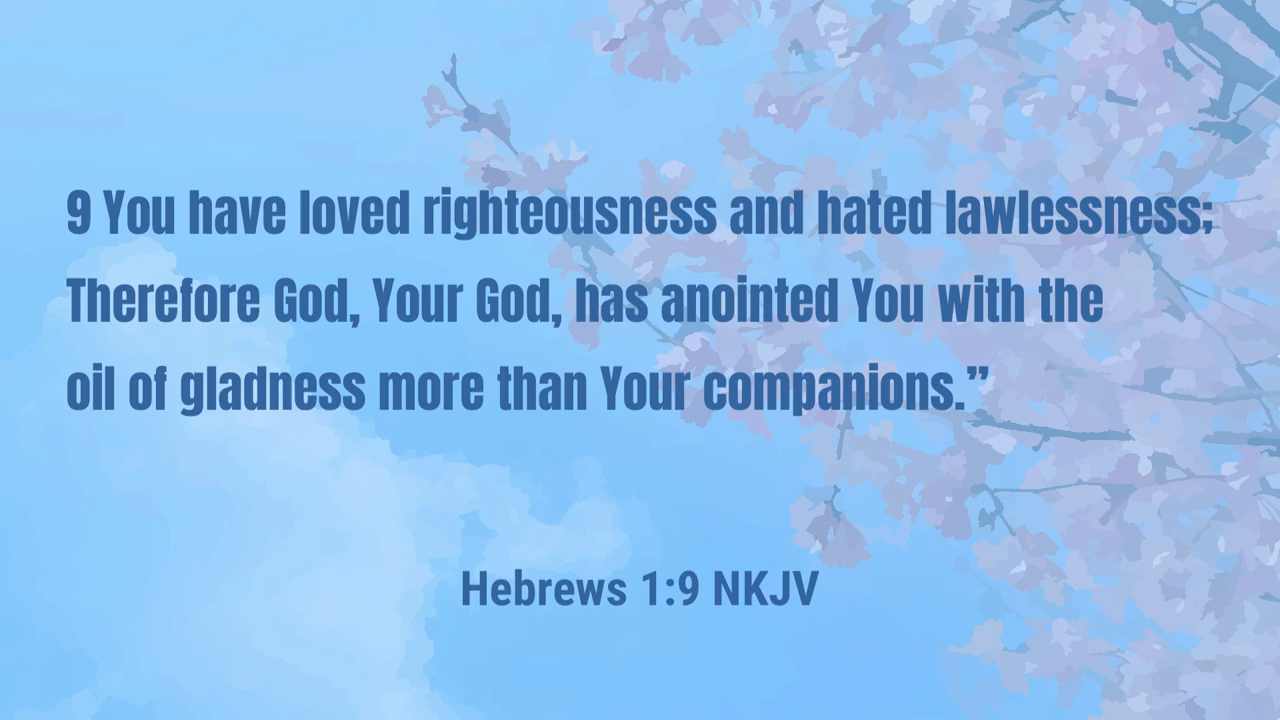 9 You have loved righteousness and hated lawlessness;
Therefore God, Your God, has anointed You with the
oil of gladness more than Your companions.”
Hebrews 1:9 NKJV